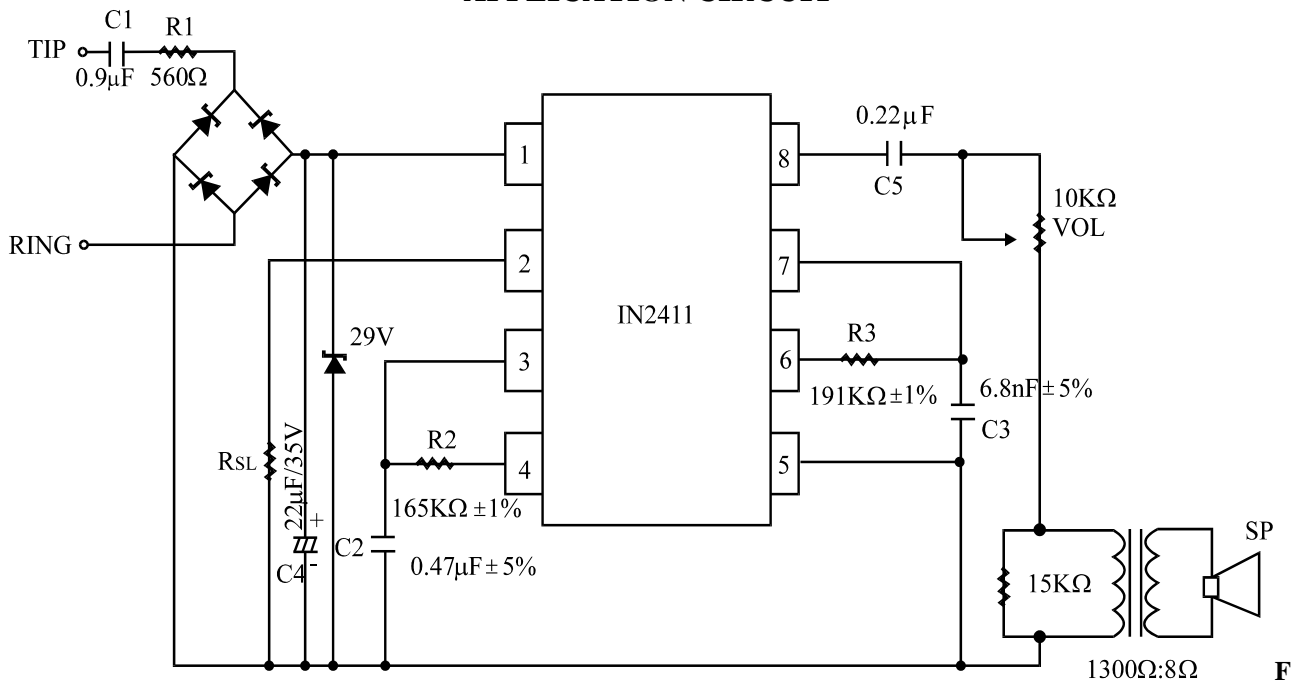 APPLICATION CIRCUIT
TIP
C1
0.9μF
R1
560Ω
RING
1
2
3
4
IN2411
8
7
6
5
0.22μF
C5
10KΩ
VOL
29V
R3
191KΩ±1%
6.8nF±5%
C3
RSL
22μF/35V
+
-
C4
R2
165KΩ±1%
C2
0.47μF±5%
15KΩ
SP
1300Ω:8Ω
F